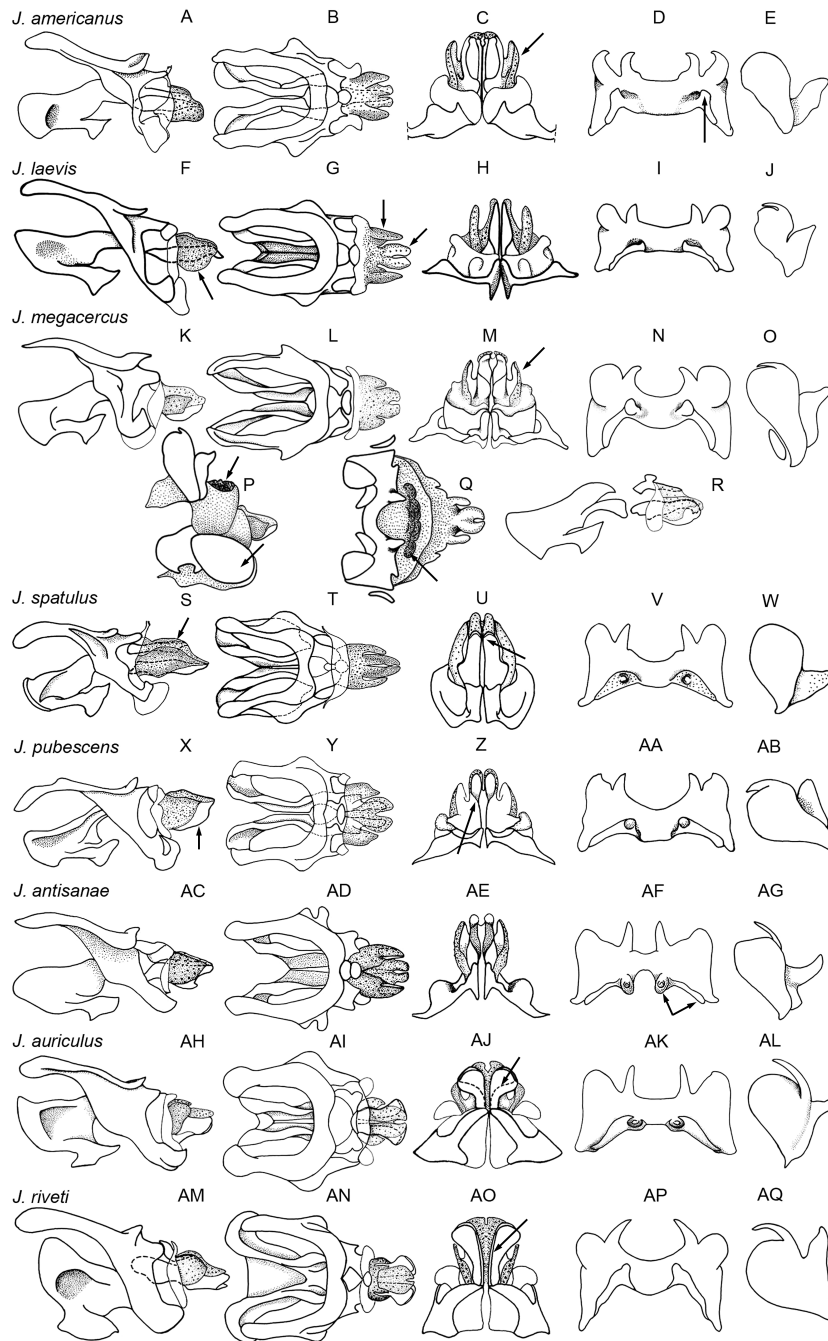 J. americanus A B C D E
J. laevis F G H I J
J. megacercus K L M N O
P Q R
J. spatulus S T U V W
J. pubescens X Y Z AA AB
J. antisanae AC AD AE AF AG
J. auriculus AH AI AJ AK AL
J. riveti AM AN AO AP AQ